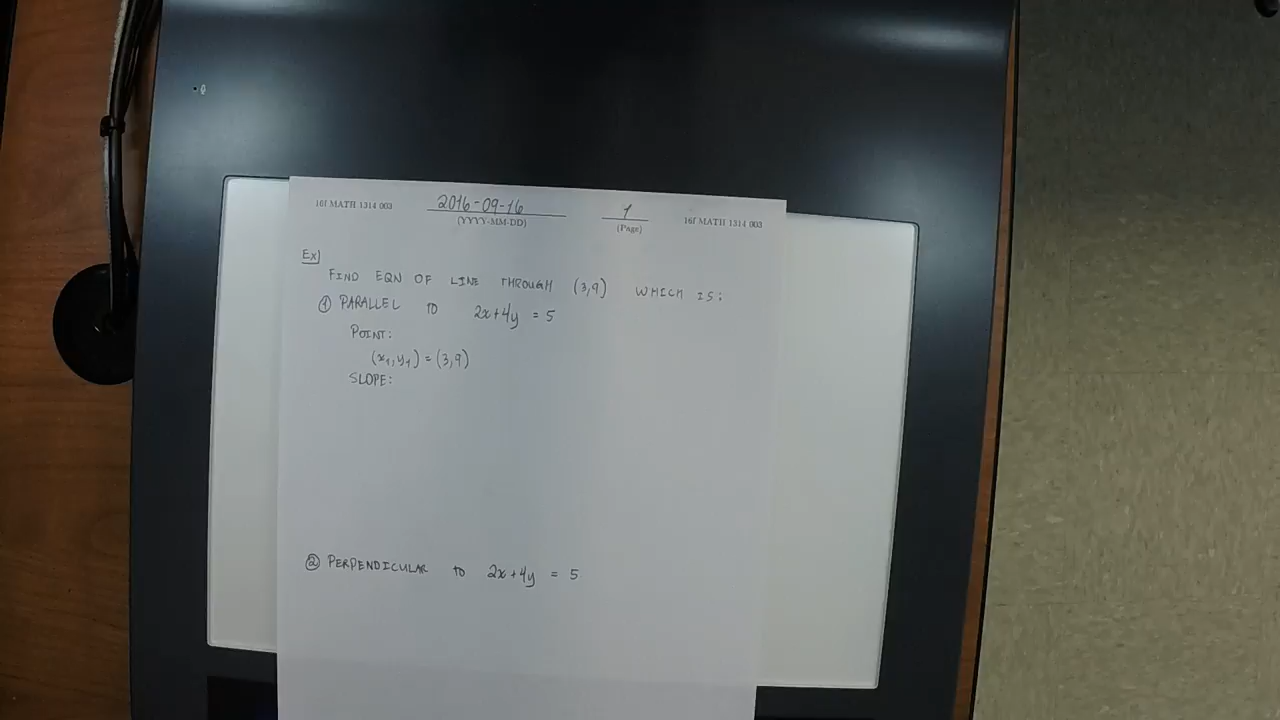 16f MATH 1314 003 2016-09-16 1 16f MATH 1314 003
(YYYY-MM-DD) (Page)
Ex)
FIND EQN OF LINE THROUGH (3,9) WHICH IS:
① PARALLEL TO 2x+4y = 5
POINT:
(x₁,y₁) = (3,9)
SLOPE:
② PERPENDICULAR TO 2x+4y = 5